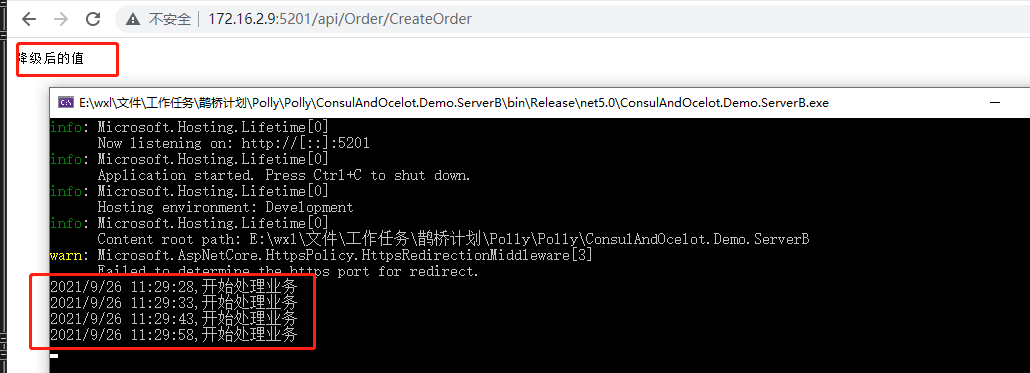 不安全 | 172.16.2.9:5201/api/Order/CreateOrder
降级后的值
E:\wxl\文件\工作任务\鹊桥计划\Polly\Polly\ConsulAndOcelot.Demo.ServerB\bin\Release\net5.0\ConsulAndOcelot.Demo.ServerB.exe
info: Microsoft.Hosting.Lifetime[0]
Now listening on: http://[::]:5201
info: Microsoft.Hosting.Lifetime[0]
Application started. Press Ctrl+C to shut down.
info: Microsoft.Hosting.Lifetime[0]
Hosting environment: Development
info: Microsoft.Hosting.Lifetime[0]
Content root path: E:\wxl\文件\工作任务\鹊桥计划\Polly\Polly\ConsulAndOcelot.Demo.ServerB
warn: Microsoft.AspNetCore.HttpsPolicy.HttpsRedirectionMiddleware[3]
Failed to determine the https port for redirect.
2021/9/26 11:29:28,开始处理业务
2021/9/26 11:29:33,开始处理业务
2021/9/26 11:29:43,开始处理业务
2021/9/26 11:29:58,开始处理业务